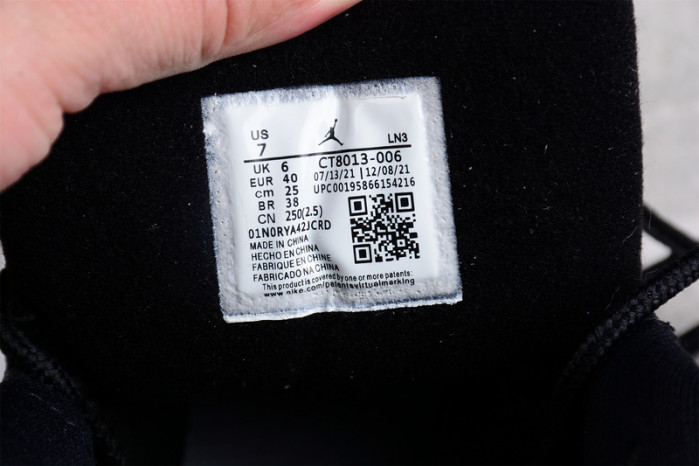 US
7
LN3
UK 6
EUR 40
cm 25
BR 38
CN 250(2.5)
CT8013-006
07/13/21 | 12/08/21
UPC00195866154216
01N0RYA42JCRD
MADE IN CHINA
HECHO EN CHINA
FABRIQUE EN CHINE
FABRICADO NA CHINA
This product is covered by one or more patents:
www.nike.com/patentsvirtualmarking